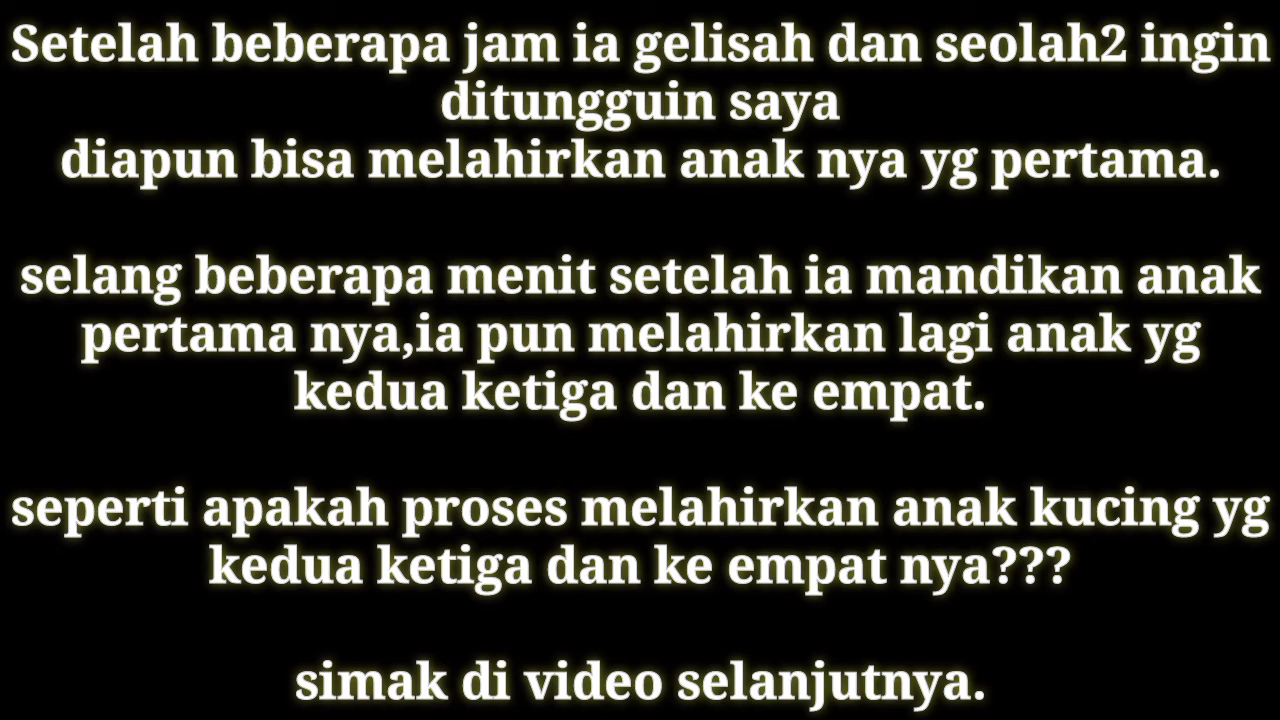 Setelah beberapa jam ia gelisah dan seolah2 ingin
ditungguin saya
diapun bisa melahirkan anak nya yg pertama.
selang beberapa menit setelah ia mandikan anak
pertama nya,ia pun melahirkan lagi anak yg
kedua ketiga dan ke empat.
seperti apakah proses melahirkan anak kucing yg
kedua ketiga dan ke empat nya???
simak di video selanjutnya.